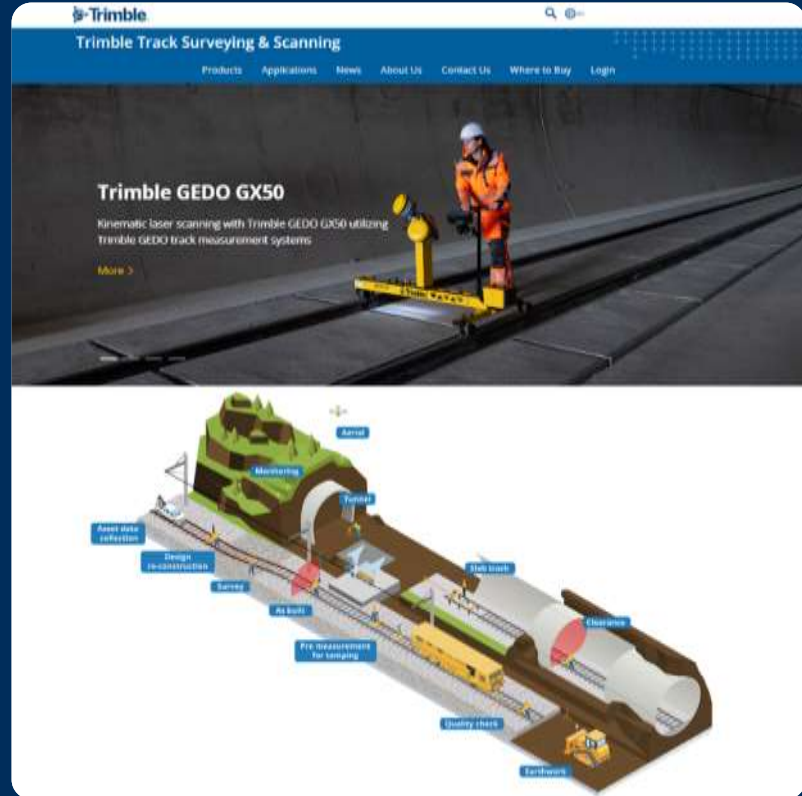 Trimble
Trimble Track Surveying & Scanning
Products Applications News About Us Contact Us Where to Buy Login
Trimble GEDO GX50
Kinematic laser scanning with Trimble GEDO GX50 utilizing
Trimble GEDO track measurement systems
More >
Aerial
Monitoring
Tunnel
Asset data
collection
Design
re-construction
Slab track
Survey
As built
Clearance
Pre measurement
for tamping
Quality check
Earthwork